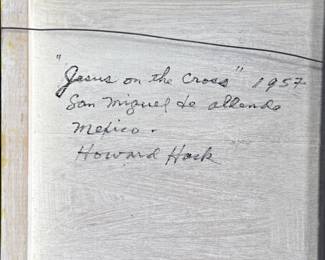 "Jesus on the Cross" 1957
San Miguel de allende
Mexico.
Howard Hack